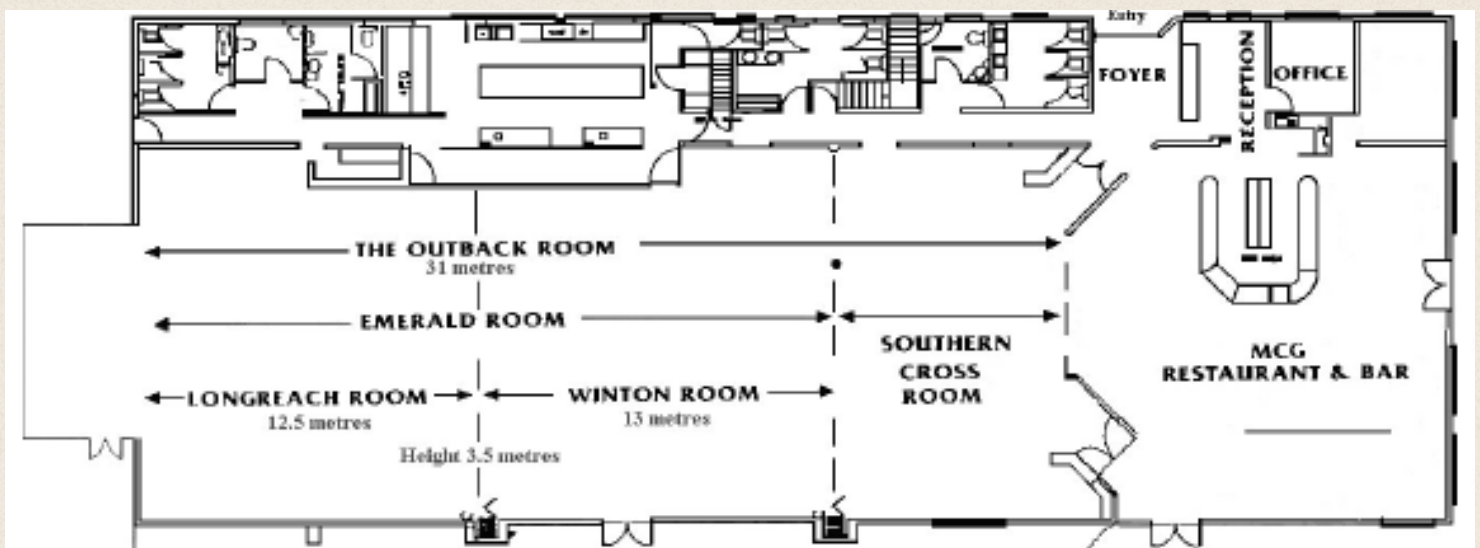 Entry
FOYER
RECEPTION
OFFICE
THE OUTBACK ROOM
31 metres
EMERALD ROOM
SOUTHERN
CROSS
ROOM
MCG
RESTAURANT & BAR
LONGREACH ROOM
12.5 metres
WINTON ROOM
13 metres
Height 3.5 metres